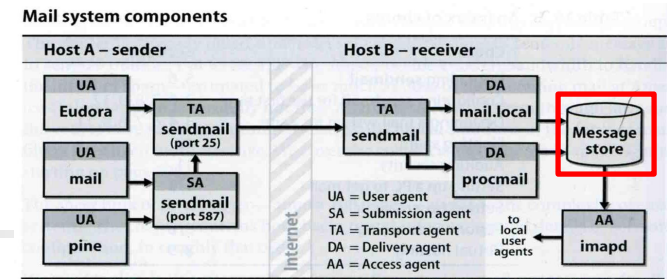 Mail system components
Host A – sender
Host B – receiver
UA
Eudora
UA
mail
UA
pine
TA
sendmail
(port 25)
SA
sendmail
(port 587)
Internet
TA
sendmail
DA
mail.local
DA
procmail
Message
store
AA
imapd
to
local
user
agents
UA = User agent
SA = Submission agent
TA = Transport agent
DA = Delivery agent
AA = Access agent